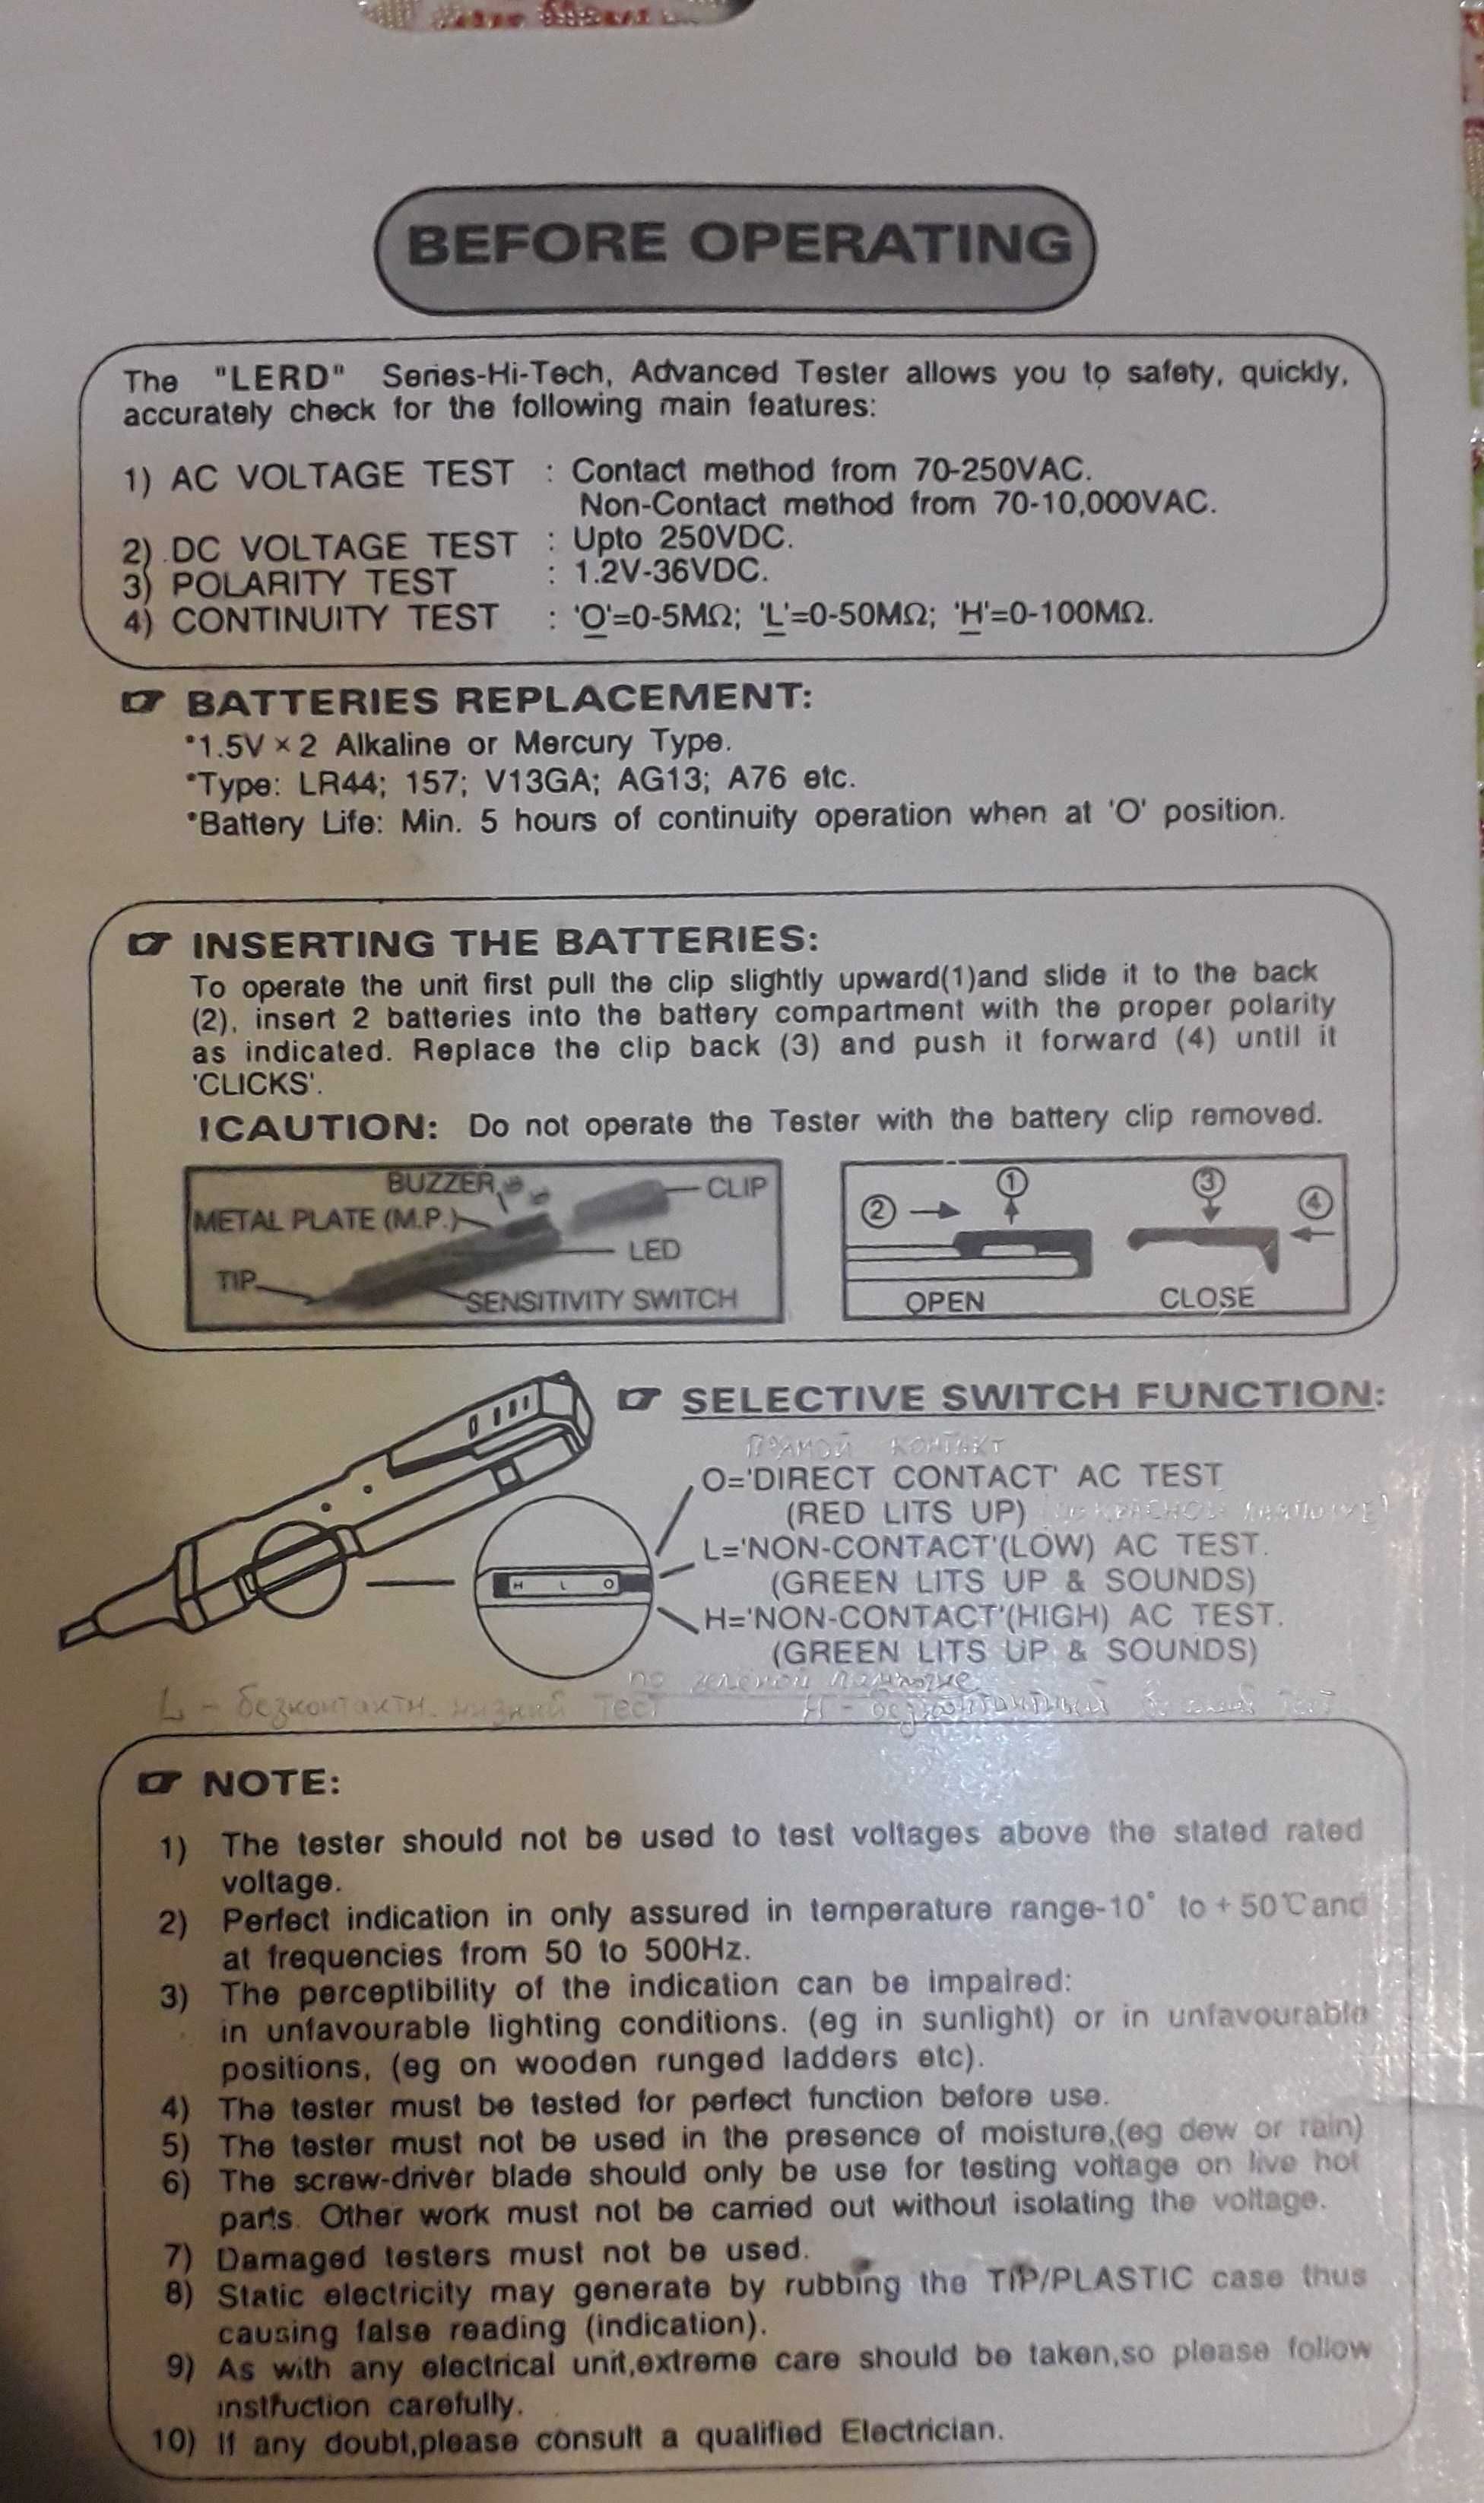 BEFORE OPERATING
The "LERD" Series-Hi-Tech, Advanced Tester allows you to safety, quickly,
accurately check for the following main features:
1) AC VOLTAGE TEST : Contact method from 70-250VAC.
Non-Contact method from 70-10,000VAC.
2) DC VOLTAGE TEST : Upto 250VDC.
3) POLARITY TEST : 1.2V-36VDC.
4) CONTINUITY TEST : 'O'=0-5MΩ; 'L'=0-50MΩ; 'H'=0-100MΩ.
BATTERIES REPLACEMENT:
*1.5V × 2 Alkaline or Mercury Type.
*Type: LR44; 157; V13GA; AG13; A76 etc.
*Battery Life: Min. 5 hours of continuity operation when at 'O' position.
INSERTING THE BATTERIES:
To operate the unit first pull the clip slightly upward(1)and slide it to the back
(2), insert 2 batteries into the battery compartment with the proper polarity
as indicated. Replace the clip back (3) and push it forward (4) until it
'CLICKS'.
!CAUTION: Do not operate the Tester with the battery clip removed.
BUZZER
CLIP
METAL PLATE (M.P.)
LED
TIP
SENSITIVITY SWITCH
1
2
3
4
OPEN
CLOSE
SELECTIVE SWITCH FUNCTION:
ПРЯМОЙ КОНТАКТ
O='DIRECT CONTACT' AC TEST
(RED LITS UP)
L='NON-CONTACT'(LOW) AC TEST.
(GREEN LITS UP & SOUNDS)
H='NON-CONTACT'(HIGH) AC TEST.
(GREEN LITS UP & SOUNDS)
H L O
по зелёной лампочке
L - безконтактн. низкий тест H - безконтактный тест
NOTE:
1) The tester should not be used to test voltages above the stated rated
voltage.
2) Perfect indication in only assured in temperature range-10° to + 50℃and
at frequencies from 50 to 500Hz.
3) The perceptibility of the indication can be impaired:
in unfavourable lighting conditions. (eg in sunlight) or in unfavourable
positions, (eg on wooden runged ladders etc).
4) The tester must be tested for perfect function before use.
5) The tester must not be used in the presence of moisture,(eg dew or rain)
6) The screw-driver blade should only be use for testing voltage on live hot
parts. Other work must not be carried out without isolating the voltage.
7) Damaged testers must not be used.
8) Static electricity may generate by rubbing the TIP/PLASTIC case thus
causing false reading (indication).
9) As with any electrical unit,extreme care should be taken,so please follow
instruction carefully.
10) If any doubt,please consult a qualified Electrician.